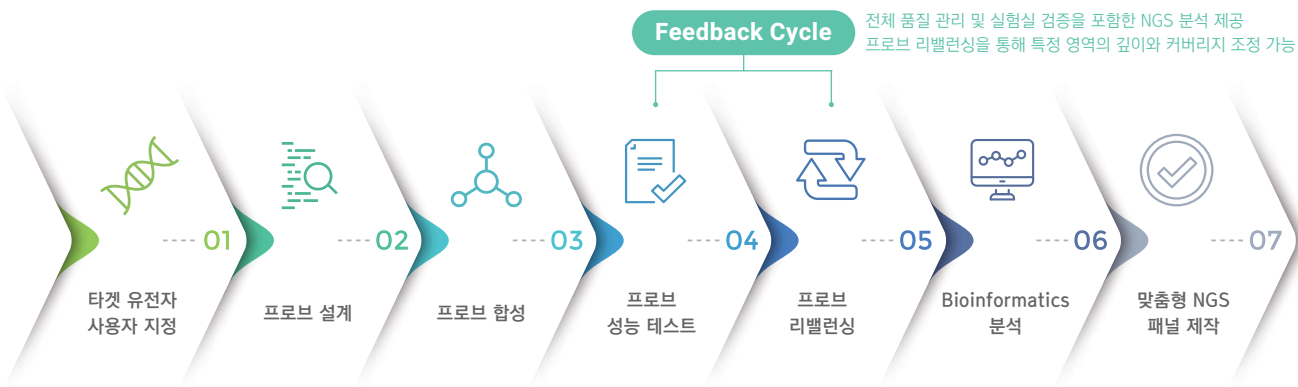 Feedback Cycle
전체 품질 관리 및 실험실 검증을 포함한 NGS 분석 제공
프로브 리밸런싱을 통해 특정 영역의 깊이와 커버리지 조정 가능
01
타겟 유전자
사용자 지정
02
프로브 설계
03
프로브 합성
04
프로브
성능 테스트
05
프로브
리밸런싱
06
Bioinformatics
분석
07
맞춤형 NGS
패널 제작